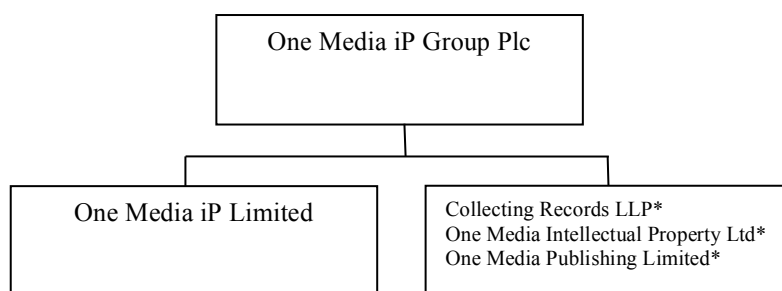 One Media iP Group Plc
One Media iP Limited
Collecting Records LLP*
One Media Intellectual Property Ltd*
One Media Publishing Limited*